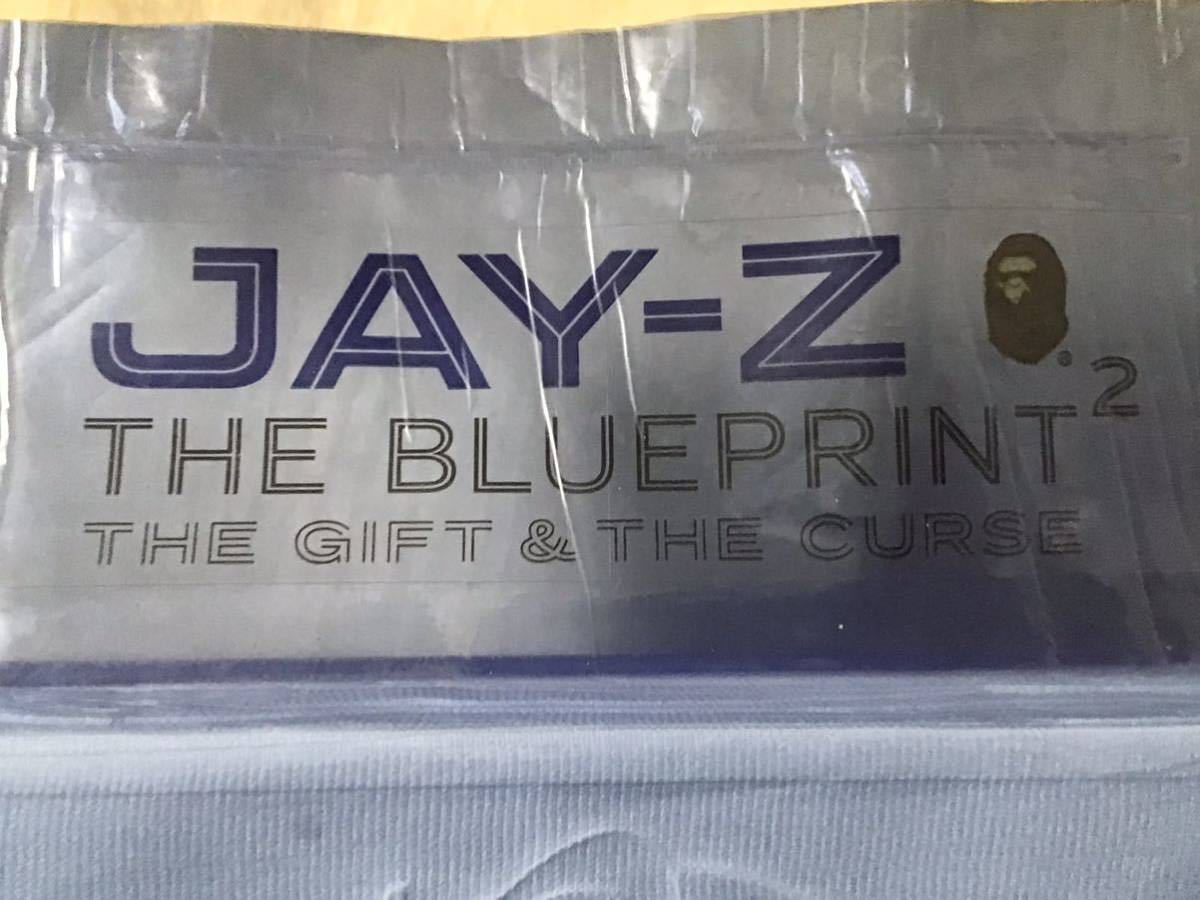 JAY-Z
®
THE BLUEPRINT²
THE GIFT & THE CURSE